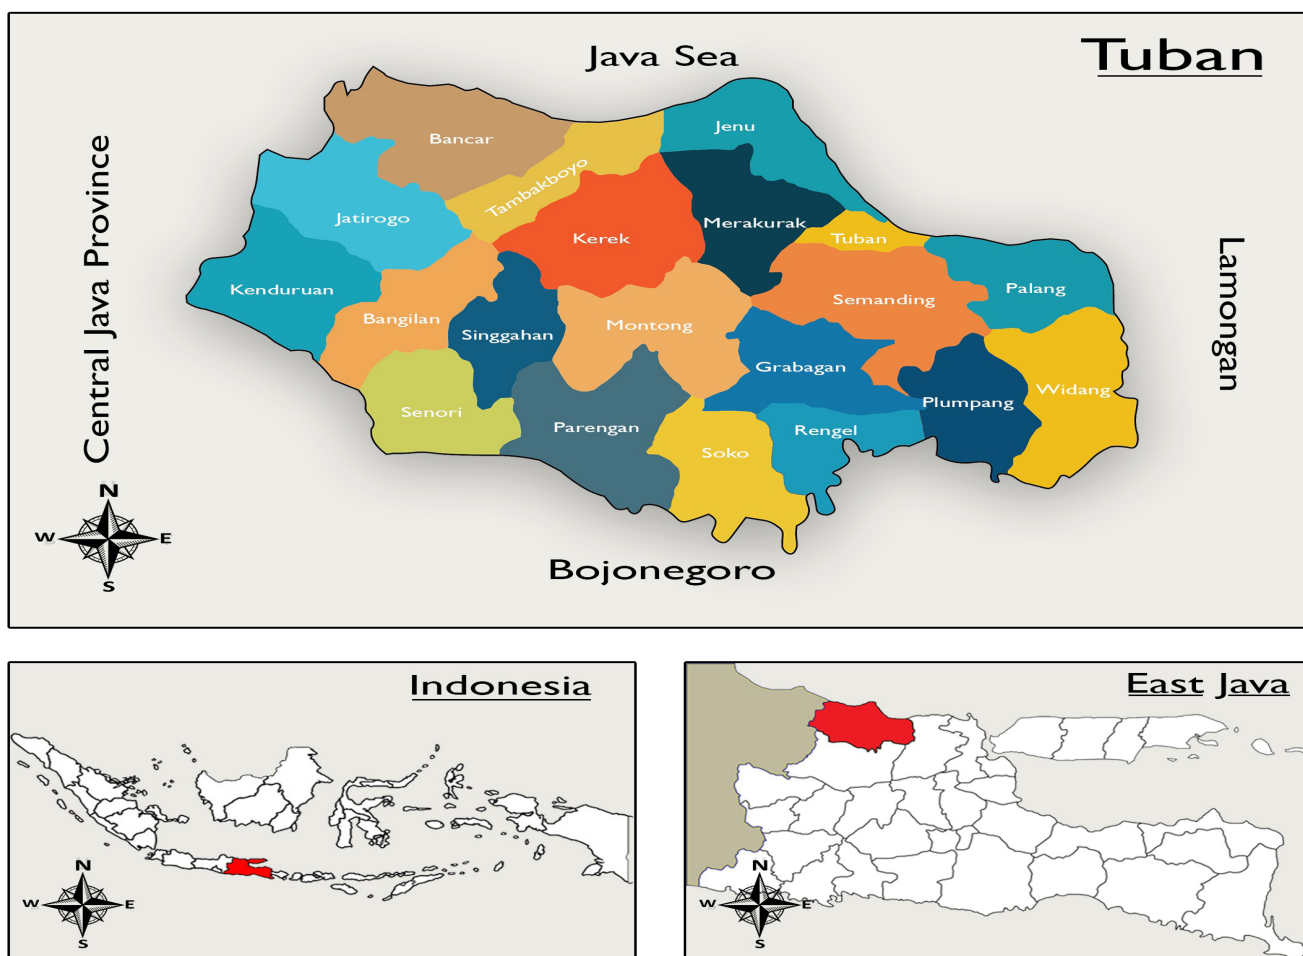 Tuban
Java Sea
Central Java Province
Lamongan
Bojonegoro
Bancar
Jenu
Tambakboyo
Jatirogo
Kerek
Merakurak
Tuban
Kenduruan
Palang
Bangilan
Semanding
Singgahan
Montong
Grabagan
Widang
Plumpang
Senori
Parengan
Rengel
Soko
N
W
E
S
Indonesia
N
W
E
S
East Java
N
W
E
S